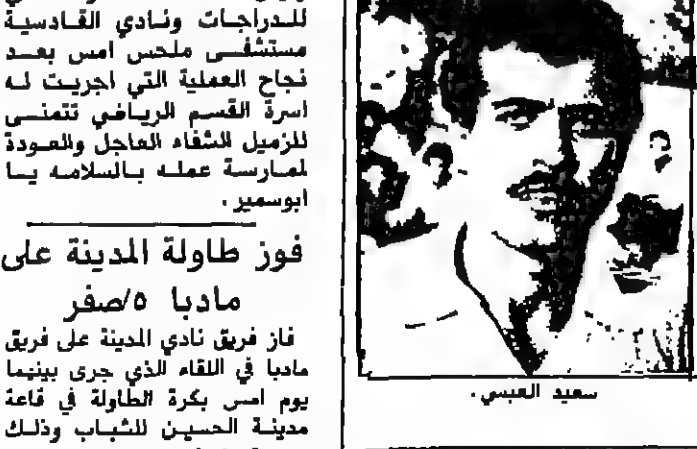 للدراجات ونادي القادسية
مستشفى ملحس امس بعد
نجاح العملية التي اجريت له
اسرة القسم الرياضي تتمنى
للزميل الشفاء العاجل والعودة
لممارسة عمله بالسلامه يا
ابوسمير .
فوز طاولة المدينة على
مادبا ٥/صفر
فاز فريق نادي المدينة على فريق
مادبا في اللقاء الذي جرى بينهما
يوم امس بكرة الطاولة في قاعة
مدينة الحسين للشباب وذلك
سعيد العبسي .